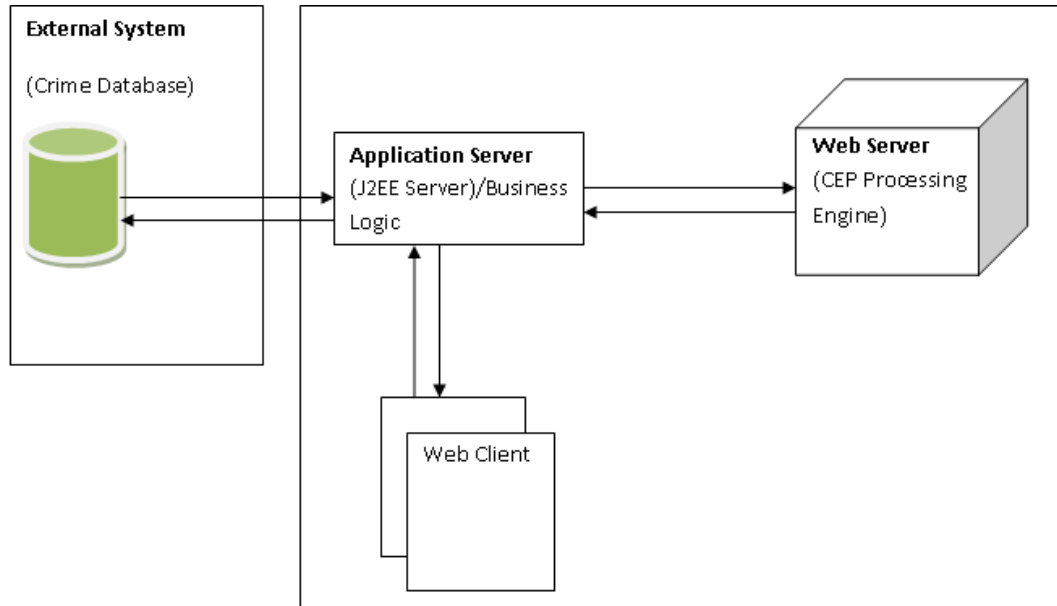 External System
(Crime Database)
Application Server
(J2EE Server)/Business
Logic
Web Server
(CEP Processing
Engine)
Web Client